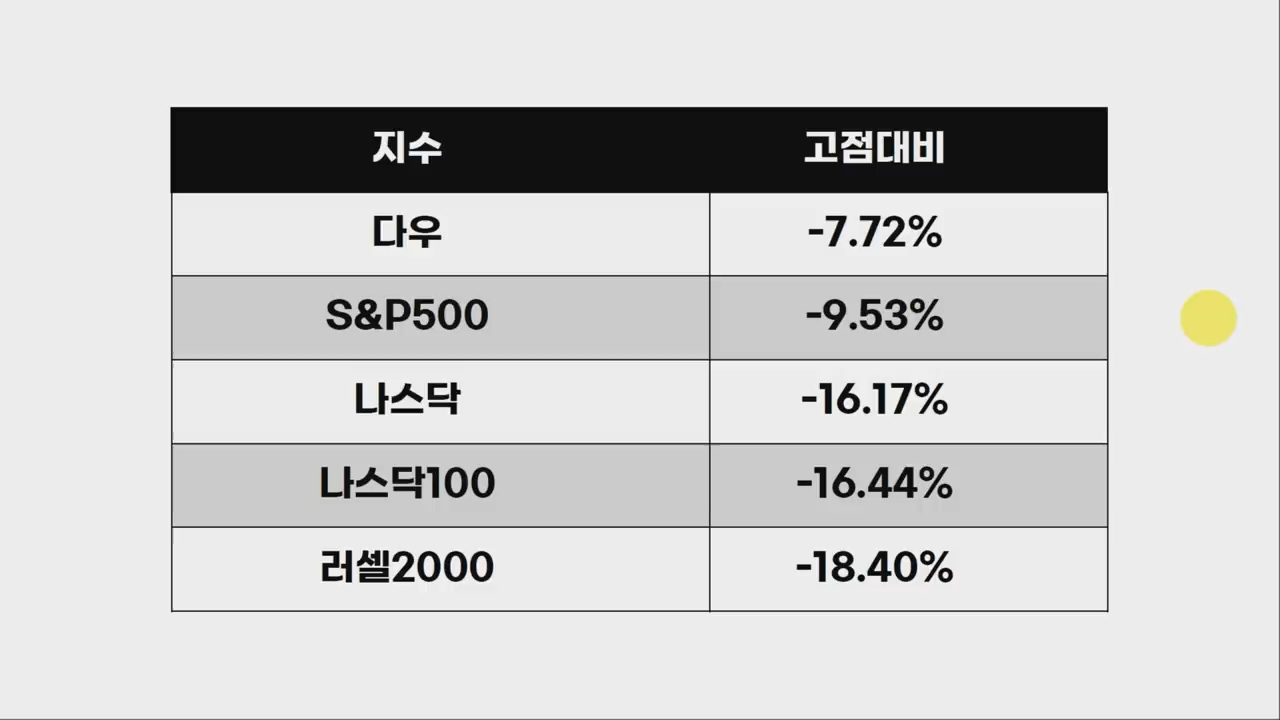 지수 고점대비
다우 -7.72%
S&P500 -9.53%
나스닥 -16.17%
나스닥100 -16.44%
러셀2000 -18.40%